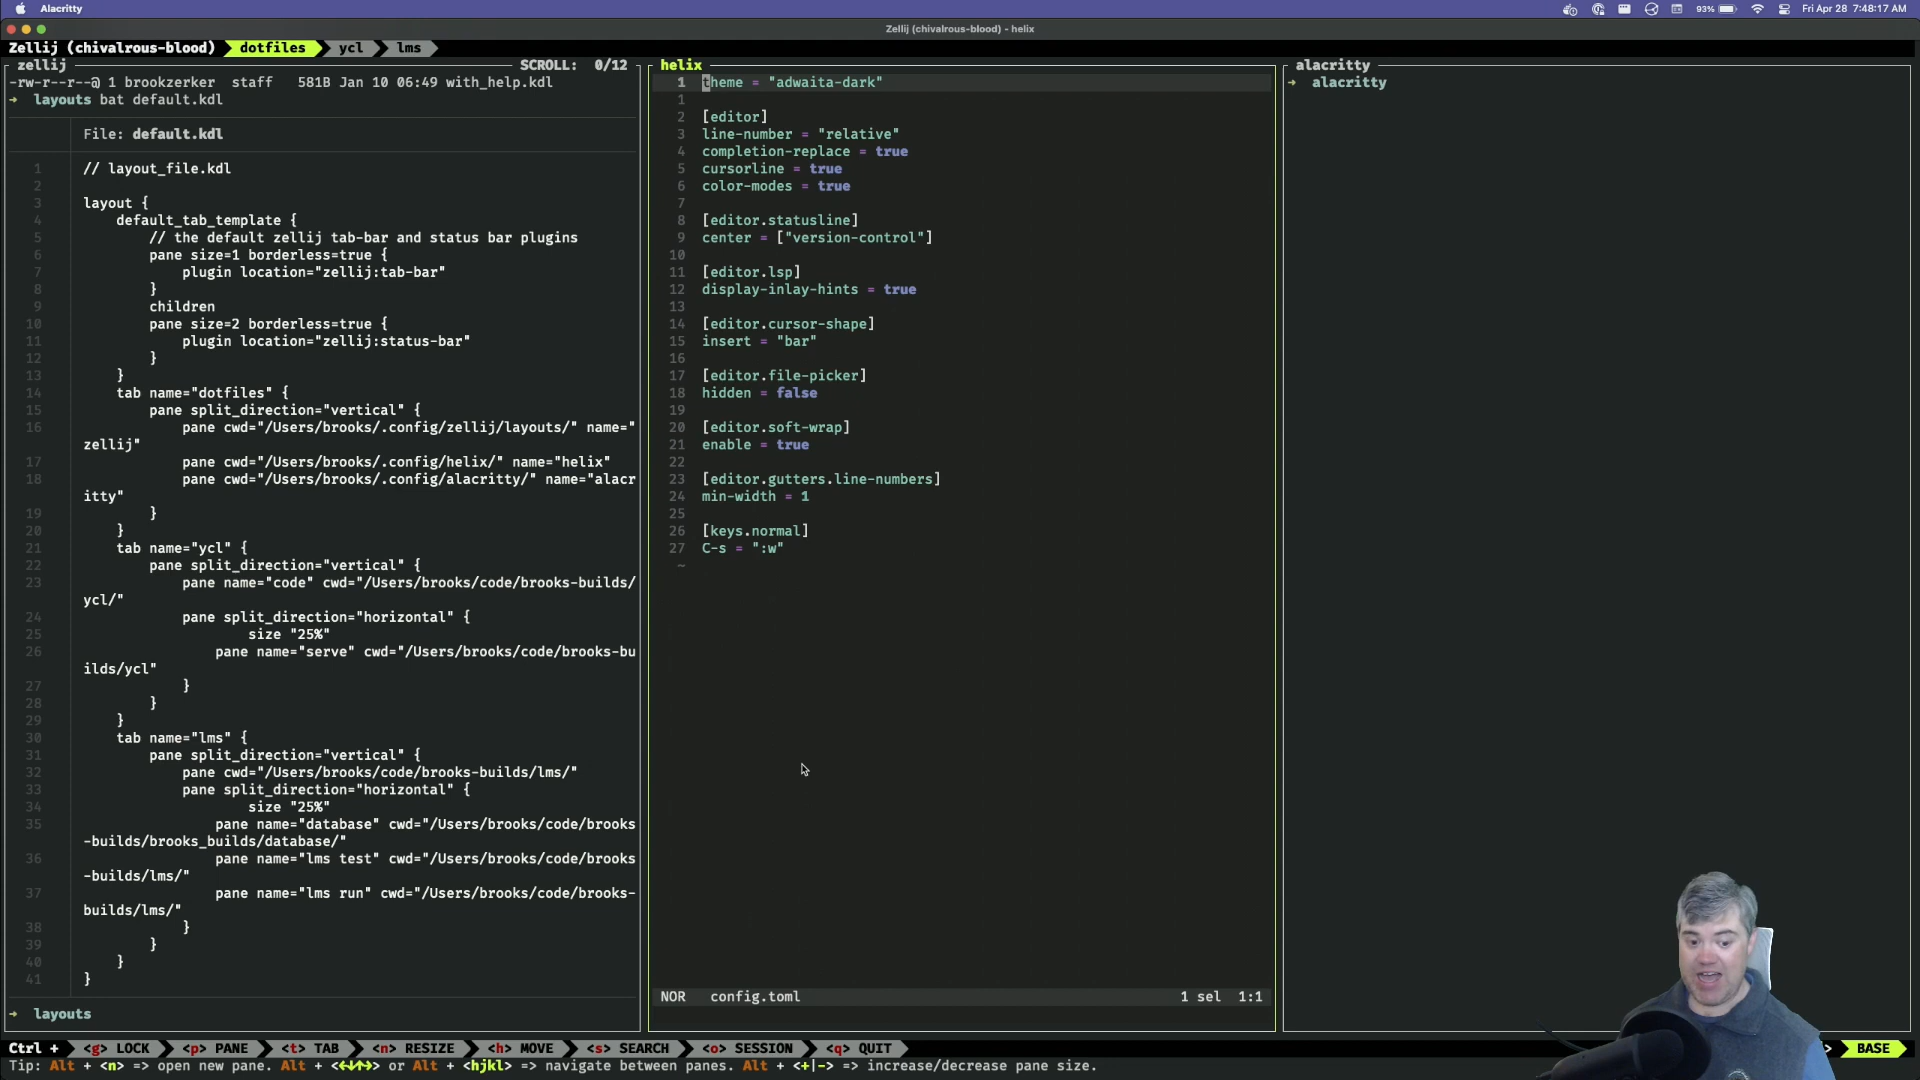 Alacritty
93%
Fri Apr 28 7:48:17 AM
Zellij (chivalrous-blood) - helix
Zellij (chivalrous-blood) dotfiles ycl lms
zellij SCROLL: 0/12
-rw-r--r--@ 1 brookzerker staff 581B Jan 10 06:49 with_help.kdl
→ layouts bat default.kdl
File: default.kdl
1 // layout_file.kdl
2
3 layout {
4 default_tab_template {
5 // the default zellij tab-bar and status bar plugins
6 pane size=1 borderless=true {
7 plugin location="zellij:tab-bar"
8 }
9 children
10 pane size=2 borderless=true {
11 plugin location="zellij:status-bar"
12 }
13 }
14 tab name="dotfiles" {
15 pane split_direction="vertical" {
16 pane cwd="/Users/brooks/.config/zellij/layouts/" name="
zellij"
17 pane cwd="/Users/brooks/.config/helix/" name="helix"
18 pane cwd="/Users/brooks/.config/alacritty/" name="alacr
itty"
19 }
20 }
21 tab name="ycl" {
22 pane split_direction="vertical" {
23 pane name="code" cwd="/Users/brooks/code/brooks-builds/
ycl/"
24 pane split_direction="horizontal" {
25 size "25%"
26 pane name="serve" cwd="/Users/brooks/code/brooks-bu
ilds/ycl"
27 }
28 }
29 }
30 tab name="lms" {
31 pane split_direction="vertical" {
32 pane cwd="/Users/brooks/code/brooks-builds/lms/"
33 pane split_direction="horizontal" {
34 size "25%"
35 pane name="database" cwd="/Users/brooks/code/brooks
-builds/brooks_builds/database/"
36 pane name="lms test" cwd="/Users/brooks/code/brooks
-builds/lms/"
37 pane name="lms run" cwd="/Users/brooks/code/brooks-
builds/lms/"
38 }
39 }
40 }
41 }
→ layouts
helix
1 theme = "adwaita-dark"
1
2 [editor]
3 line-number = "relative"
4 completion-replace = true
5 cursorline = true
6 color-modes = true
7
8 [editor.statusline]
9 center = ["version-control"]
10
11 [editor.lsp]
12 display-inlay-hints = true
13
14 [editor.cursor-shape]
15 insert = "bar"
16
17 [editor.file-picker]
18 hidden = false
19
20 [editor.soft-wrap]
21 enable = true
22
23 [editor.gutters.line-numbers]
24 min-width = 1
25
26 [keys.normal]
27 C-s = ":w"
~
NOR config.toml 1 sel 1:1
alacritty
→ alacritty
Ctrl + <g> LOCK <p> PANE <t> TAB <n> RESIZE <h> MOVE <s> SEARCH <o> SESSION <q> QUIT > BASE
Tip: Alt + <n> => open new pane. Alt + <←↓↑→> or Alt + <hjkl> => navigate between panes. Alt + <+|-> => increase/decrease pane size.